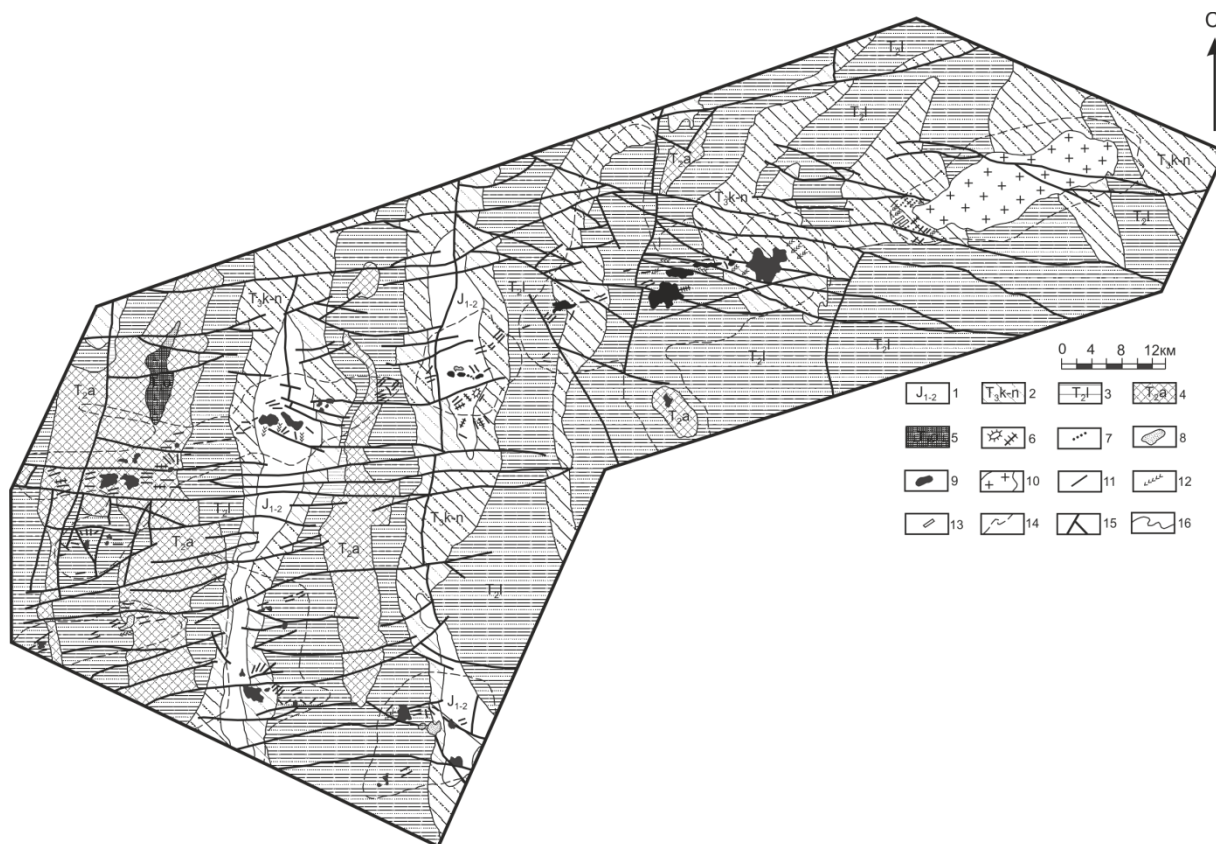 С
T₂l
T₂l
T₃k-n
T₂a
T₃k-n
T₂l
T₂l
T₃k-n
J₁₋₂
T₂l
T₂l
0 4 8 12км
T₂a
T₂a
J₁₋₂ 1
T₃k-n 2
T₂l 3
T₂a 4
5
6
7
8
9
10
11
12
13
14
15
16
J₁₋₂
T₂l
T₂a
T₃k-n
T₂a
T₂l
J₁₋₂